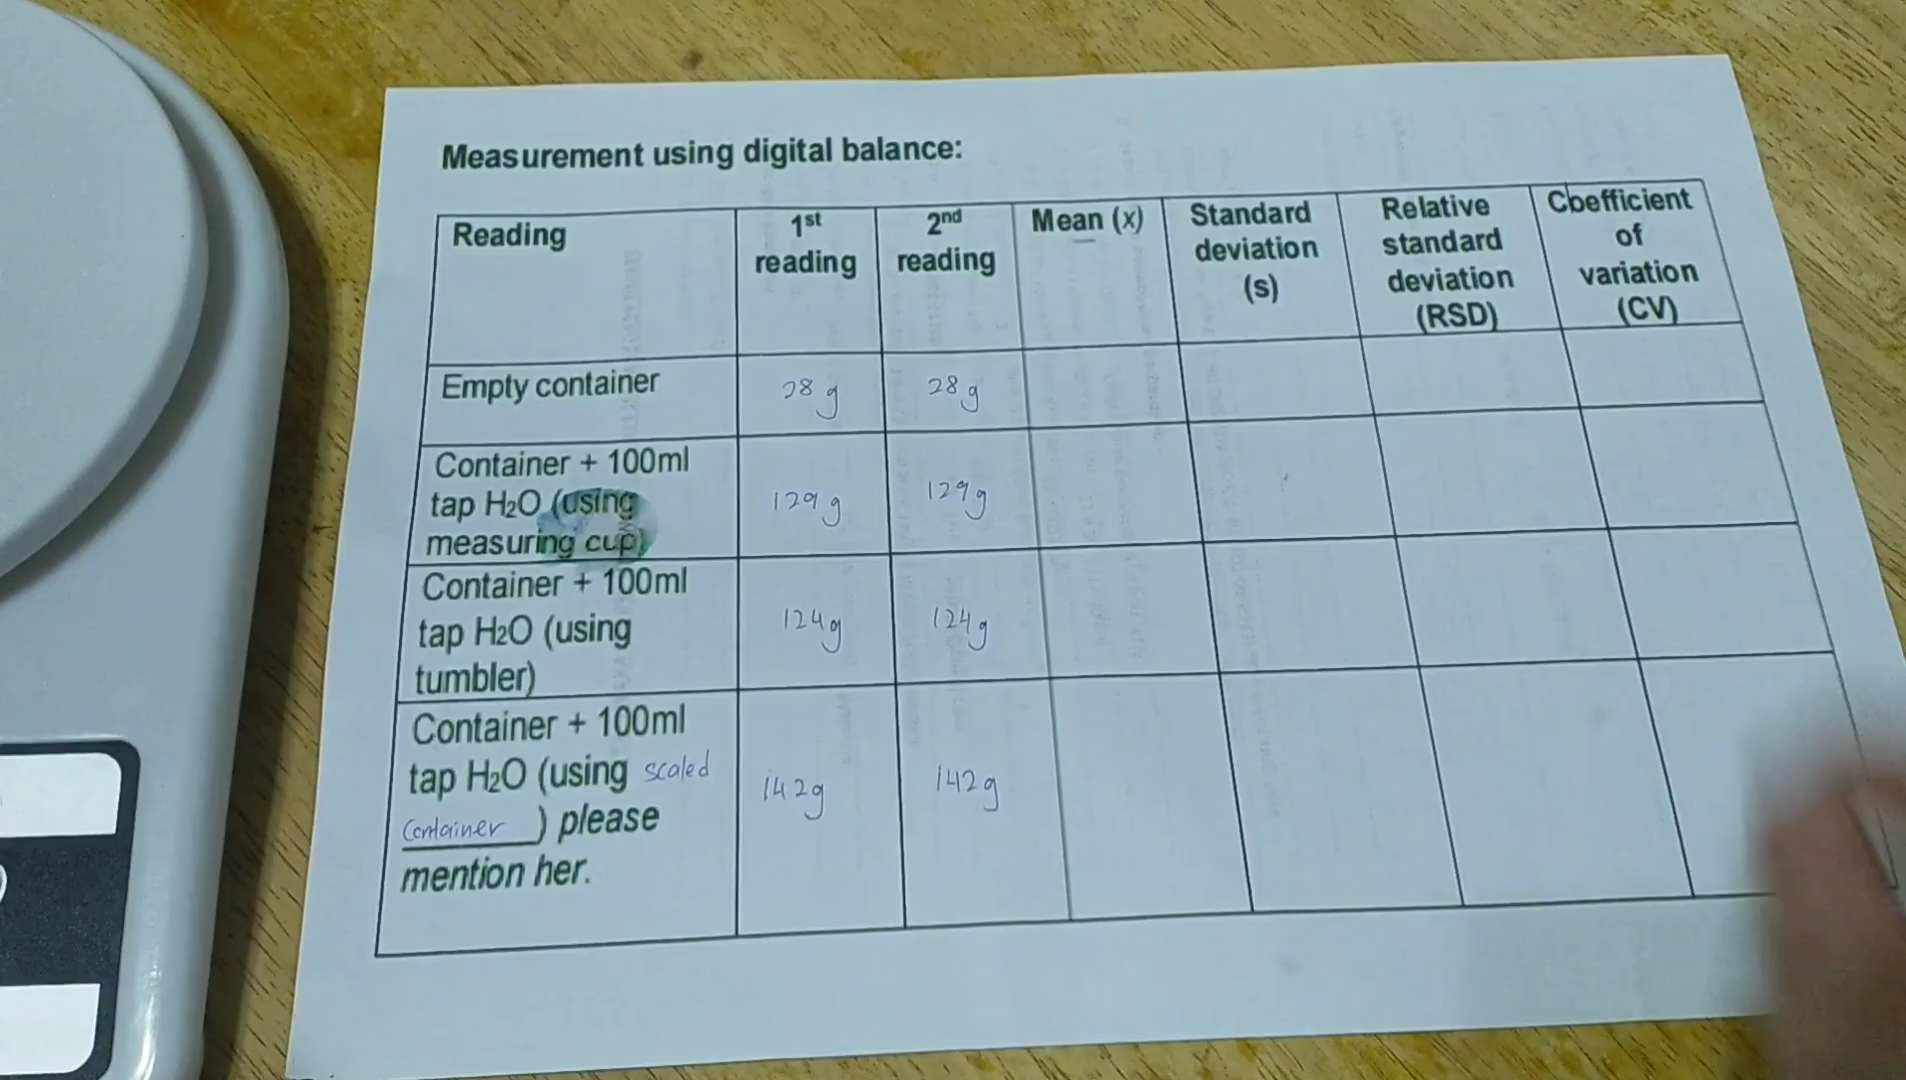 Measurement using digital balance:
Reading
1st
reading
2nd
reading
Mean (x)
Standard
deviation
(s)
Relative
standard
deviation
(RSD)
Coefficient
of
variation
(CV)
Empty container
28 g
28 g
Container + 100ml
tap H2O (using
measuring cup)
129 g
129 g
Container + 100ml
tap H2O (using
tumbler)
124 g
124 g
Container + 100ml
tap H2O (using scaled
container) please
mention her.
142 g
142 g